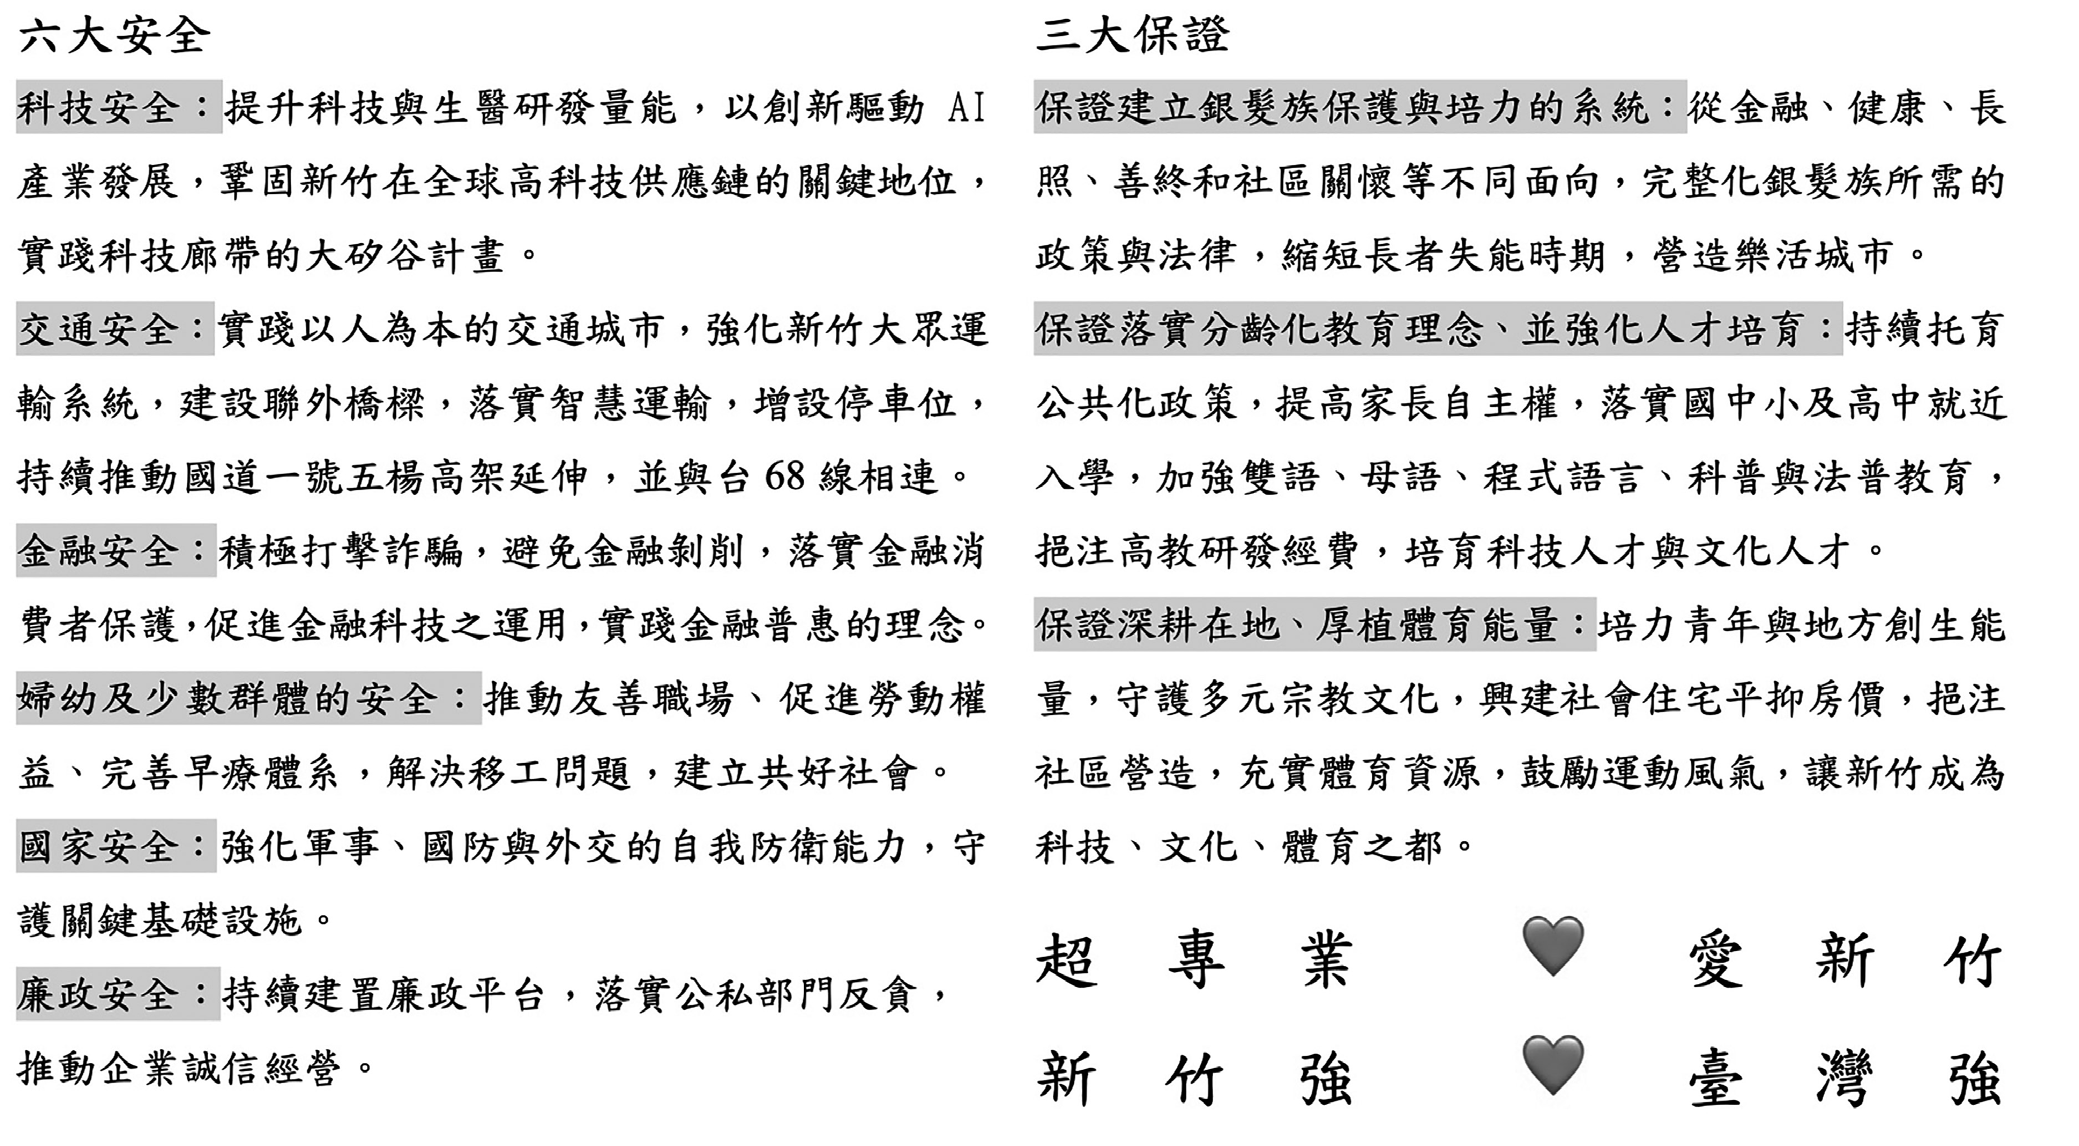 六大安全
科技安全：提升科技與生醫研發量能，以創新驅動 AI
產業發展，鞏固新竹在全球高科技供應鏈的關鍵地位，
實踐科技廊帶的大矽谷計畫。
交通安全：實踐以人為本的交通城市，強化新竹大眾運
輸系統，建設聯外橋樑，落實智慧運輸，增設停車位，
持續推動國道一號五楊高架延伸，並與台 68 線相連。
金融安全：積極打擊詐騙，避免金融剝削，落實金融消
費者保護，促進金融科技之運用，實踐金融普惠的理念。
婦幼及少數群體的安全：推動友善職場、促進勞動權
益、完善早療體系，解決移工問題，建立共好社會。
國家安全：強化軍事、國防與外交的自我防衛能力，守
護關鍵基礎設施。
廉政安全：持續建置廉政平台，落實公私部門反貪，
推動企業誠信經營。
三大保證
保證建立銀髮族保護與培力的系統：從金融、健康、長
照、善終和社區關懷等不同面向，完整化銀髮族所需的
政策與法律，縮短長者失能時期，營造樂活城市。
保證落實分齡化教育理念、並強化人才培育：持續托育
公共化政策，提高家長自主權，落實國中小及高中就近
入學，加強雙語、母語、程式語言、科普與法普教育，
挹注高教研發經費，培育科技人才與文化人才。
保證深耕在地、厚植體育能量：培力青年與地方創生能
量，守護多元宗教文化，興建社會住宅平抑房價，挹注
社區營造，充實體育資源，鼓勵運動風氣，讓新竹成為
科技、文化、體育之都。
超專業 🖤 愛新竹
新竹強 🖤 臺灣強